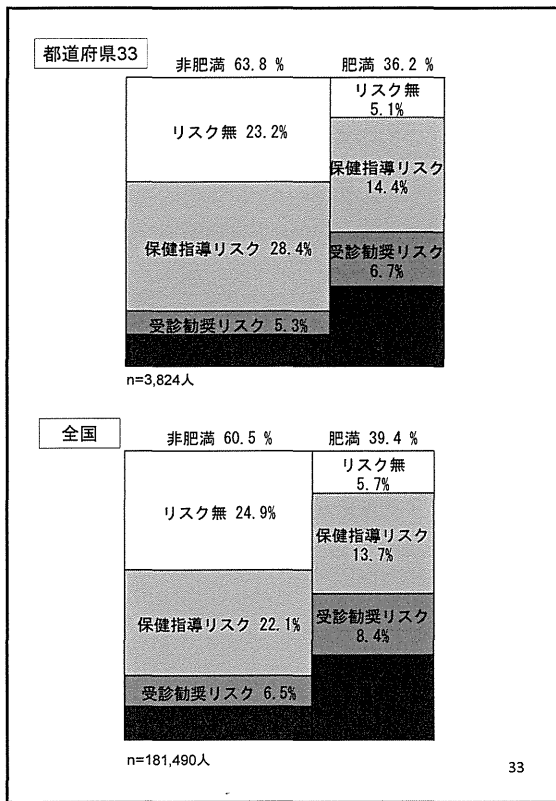 都道府県33
非肥満 63.8 %
肥満 36.2 %
リスク無 23.2%
保健指導リスク 28.4%
受診勧奨リスク 5.3%
リスク無
5.1%
保健指導リスク
14.4%
受診勧奨リスク
6.7%
n=3,824人
全国
非肥満 60.5 %
肥満 39.4 %
リスク無 24.9%
保健指導リスク 22.1%
受診勧奨リスク 6.5%
リスク無
5.7%
保健指導リスク
13.7%
受診勧奨リスク
8.4%
n=181,490人
33